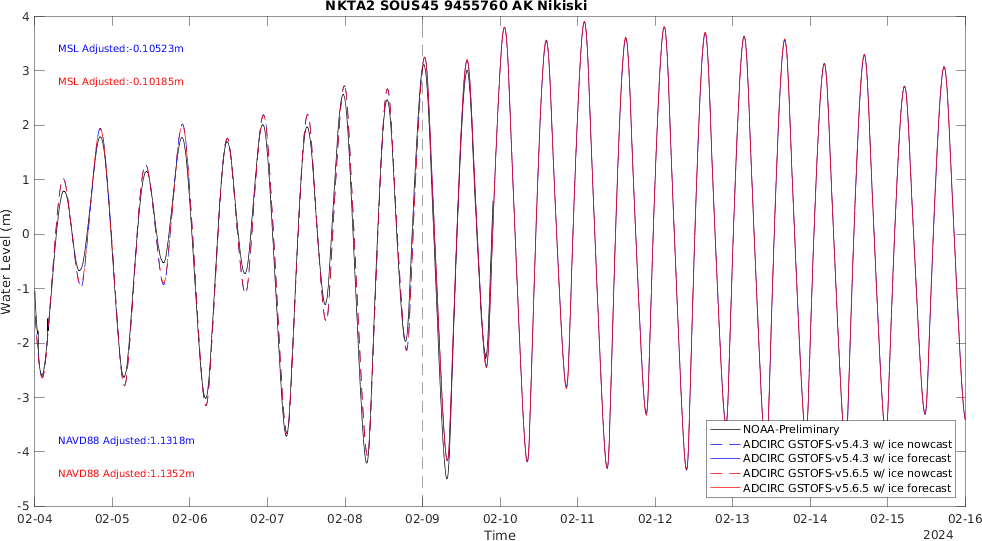 NKTA2 SOUS45 9455760 AK Nikiski
MSL Adjusted:-0.10523m
MSL Adjusted:-0.10185m
NAVD88 Adjusted:1.1318m
NAVD88 Adjusted:1.1352m
Water Level (m)
4
3
2
1
0
-1
-2
-3
-4
-5
NOAA-Preliminary
ADCIRC GSTOFS-v5.4.3 w/ ice nowcast
ADCIRC GSTOFS-v5.4.3 w/ ice forecast
ADCIRC GSTOFS-v5.6.5 w/ ice nowcast
ADCIRC GSTOFS-v5.6.5 w/ ice forecast
02-04 02-05 02-06 02-07 02-08 02-09 02-10 02-11 02-12 02-13 02-14 02-15 02-16
Time
2024